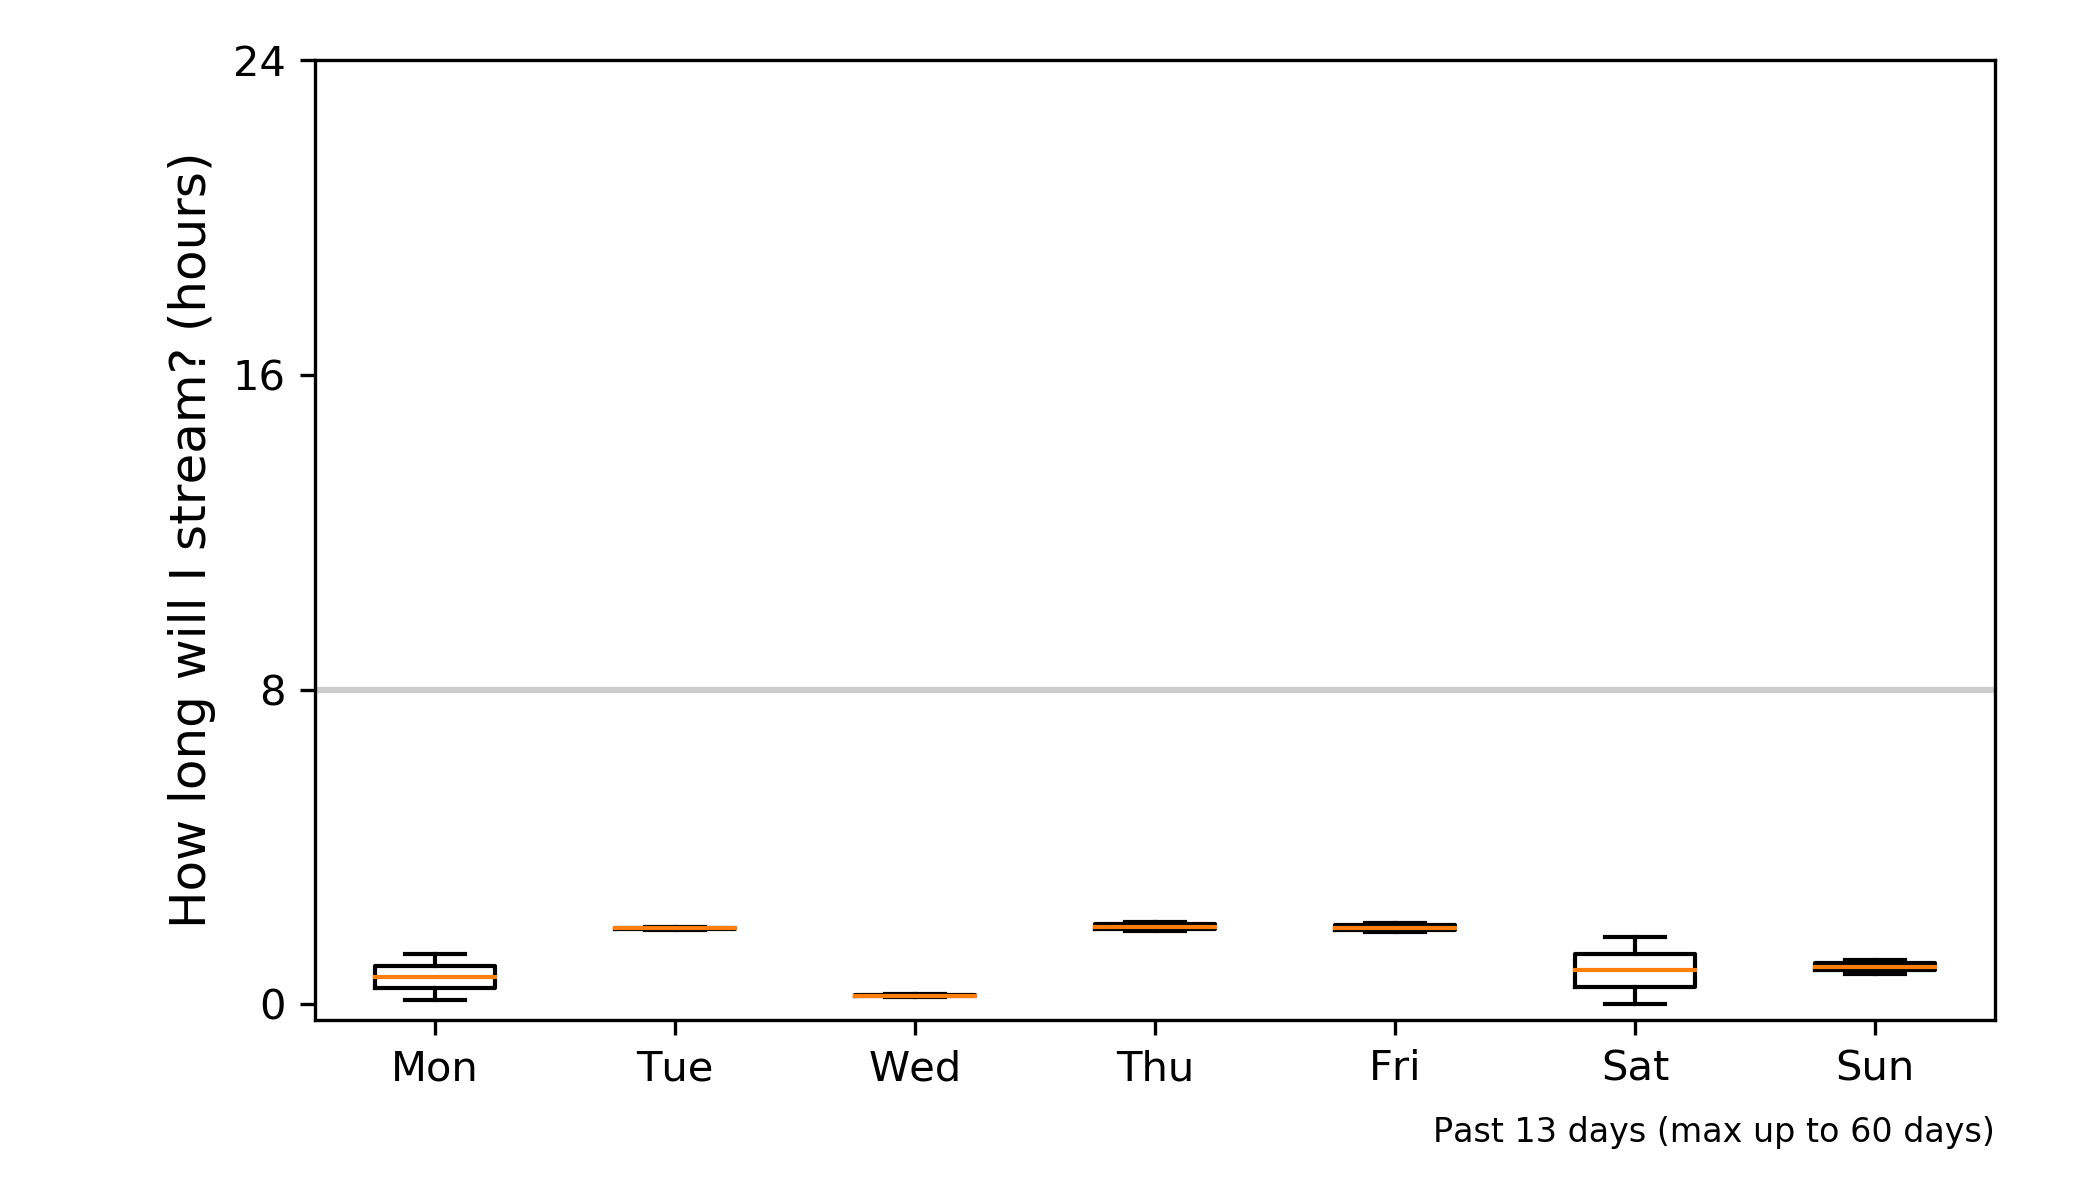 How long will I stream? (hours)
24
16
8
0
Mon Tue Wed Thu Fri Sat Sun
Past 13 days (max up to 60 days)